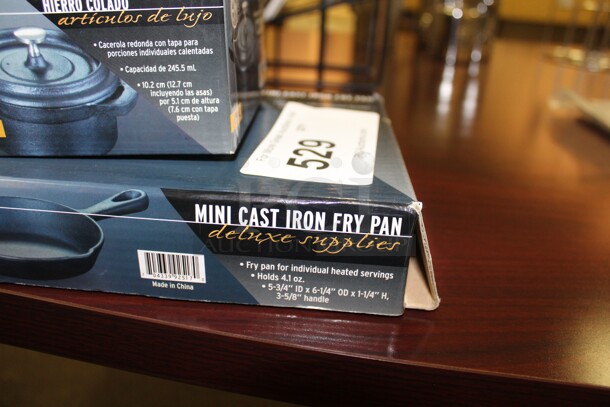 HIERRO COLADO
artículos de lujo
• Cacerola redonda con tapa para
porciones individuales calentadas
• Capacidad de 245.5 mL
• 10.2 cm (12.7 cm
incluyendo las asas)
por 5.1 cm de altura
(7.6 cm con tapa
puesta)
529
MINI CAST IRON FRY PAN
deluxe supplies
• Fry pan for individual heated servings
• Holds 4.1 oz.
• 5-3/4" ID x 6-1/4" OD x 1-1/4" H,
3-5/8" handle
Made in China